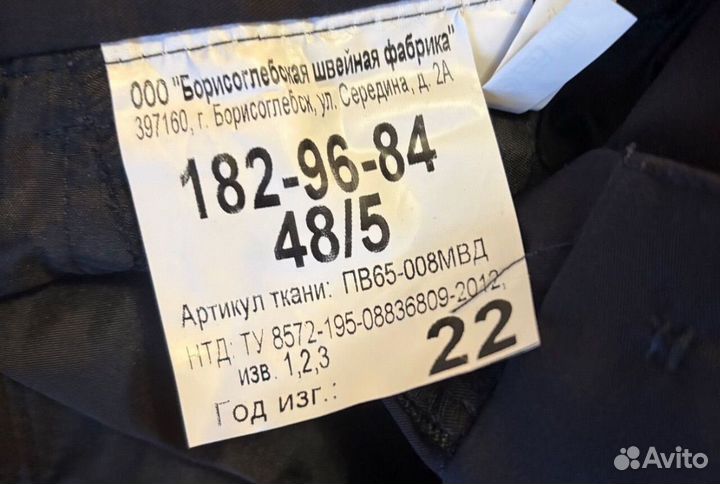 ООО "Борисоглебская швейная фабрика"
397160, г. Борисоглебск, ул. Середина, д. 2А
182-96-84
48/5
Артикул ткани: ПВ65-008МВД
НТД: ТУ 8572-195-08836809-2012,
изв. 1,2,3
Год изг.:
22
Avito